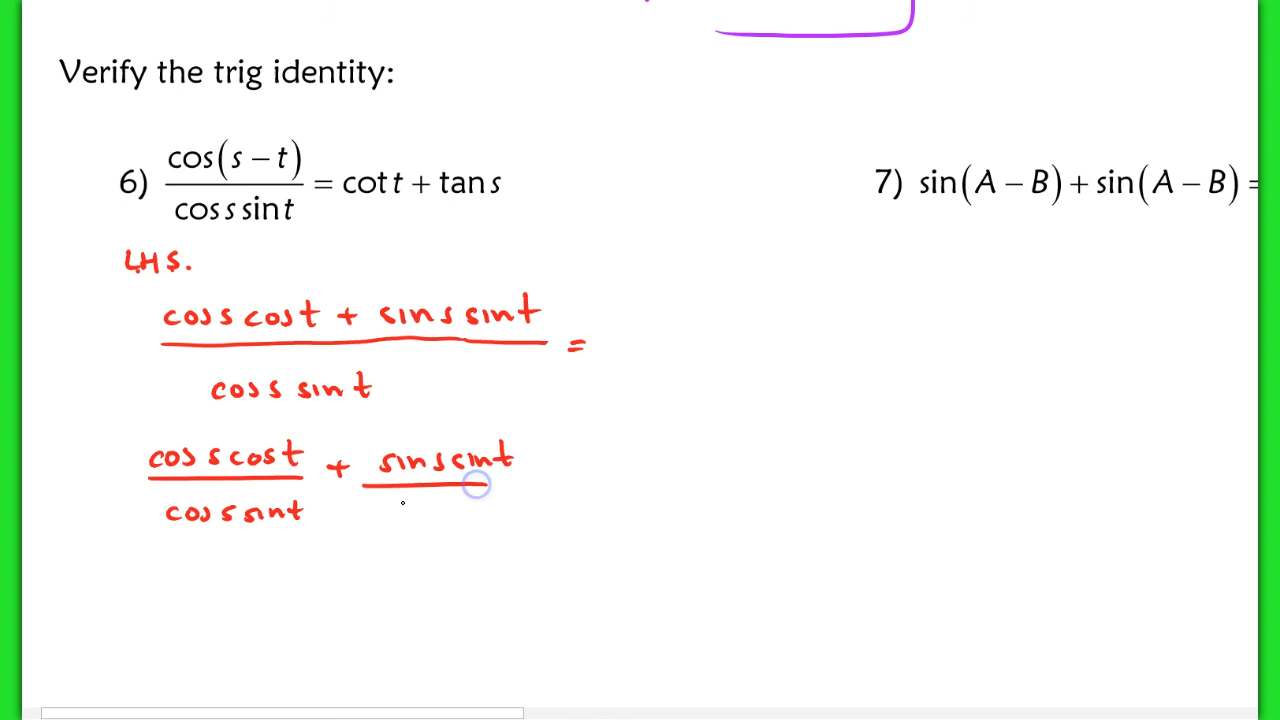 Verify the trig identity:
6) cos(s − t) / cos s sin t = cot t + tan s
7) sin(A − B) + sin(A − B) =
LHS.
cos s cos t + sin s sin t
=
cos s sin t
cos s cos t + sin s sin t
cos s sin t